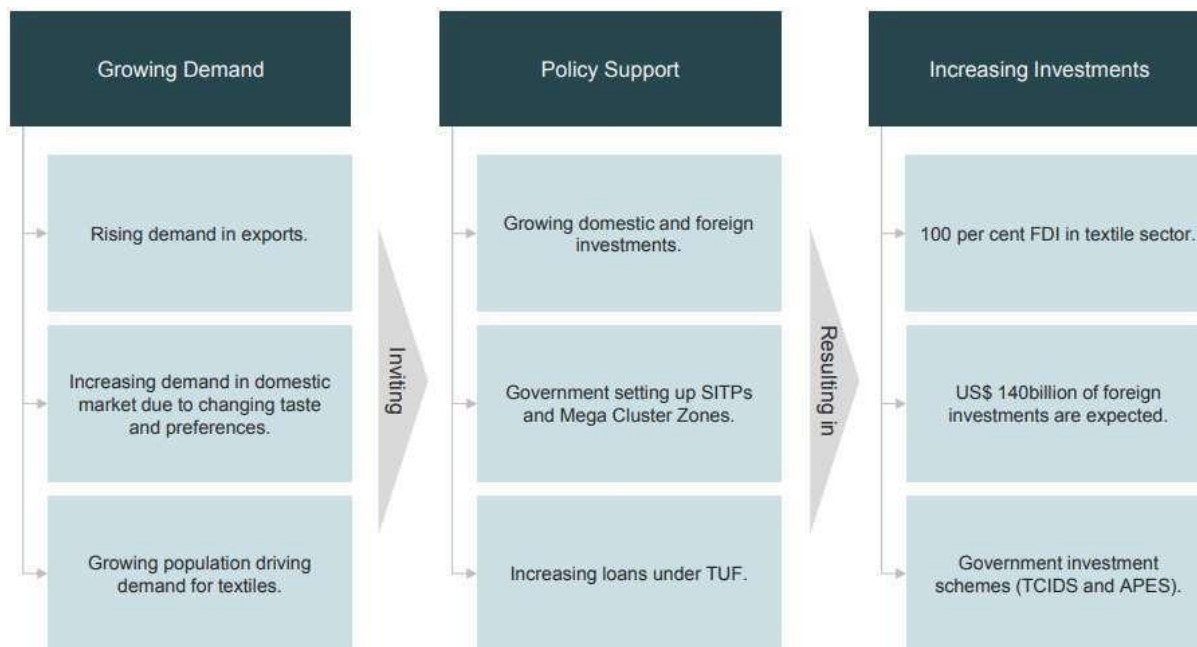 Growing Demand
Policy Support
Increasing Investments
Rising demand in exports.
Increasing demand in domestic
market due to changing taste
and preferences.
Growing population driving
demand for textiles.
Inviting
Growing domestic and foreign
investments.
Government setting up SITPs
and Mega Cluster Zones.
Increasing loans under TUF.
Resulting in
100 per cent FDI in textile sector.
US$ 140billion of foreign
investments are expected.
Government investment
schemes (TCIDS and APES).